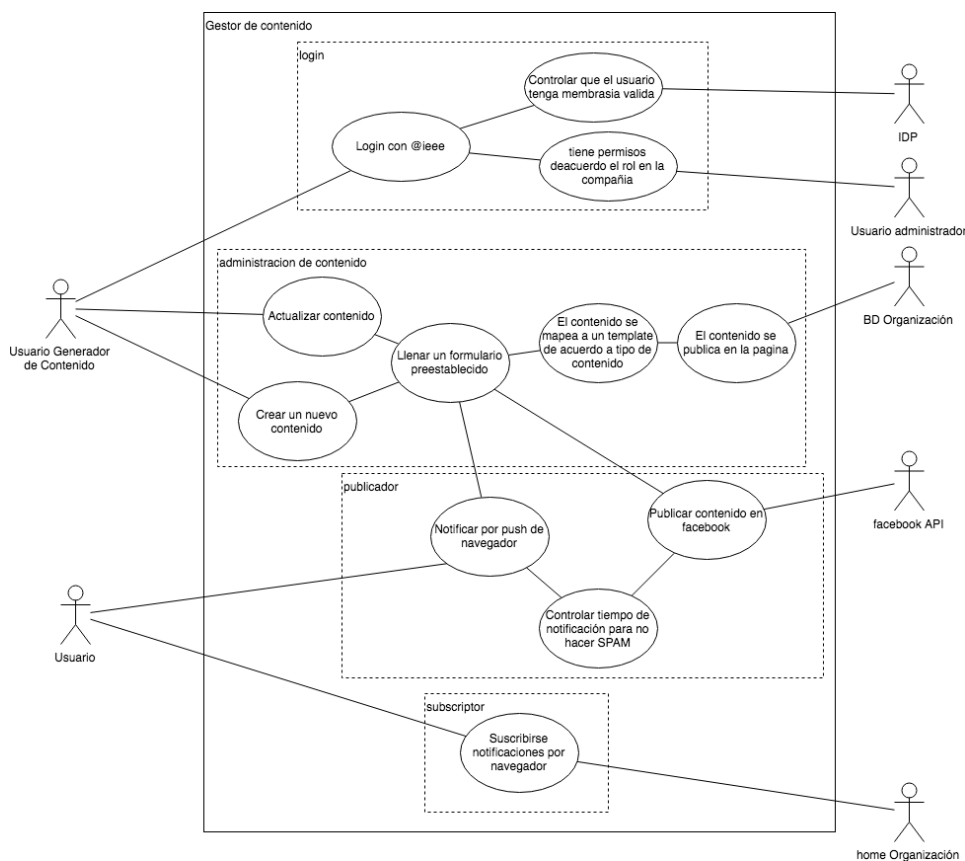 Gestor de contenido
login
Controlar que el usuario
tenga membrasia valida
Login con @ieee
tiene permisos
deacuerdo el rol en la
compañia
IDP
Usuario administrador
administracion de contenido
Actualizar contenido
El contenido se
mapea a un template
de acuerdo a tipo de
contenido
El contenido se
publica en la pagina
BD Organización
Usuario Generador
de Contenido
Llenar un formulario
preestablecido
Crear un nuevo
contenido
publicador
Notificar por push de
navegador
Publicar contenido en
facebook
facebook API
Controlar tiempo de
notificación para no
hacer SPAM
Usuario
subscriptor
Suscribirse
notificaciones por
navegador
home Organización